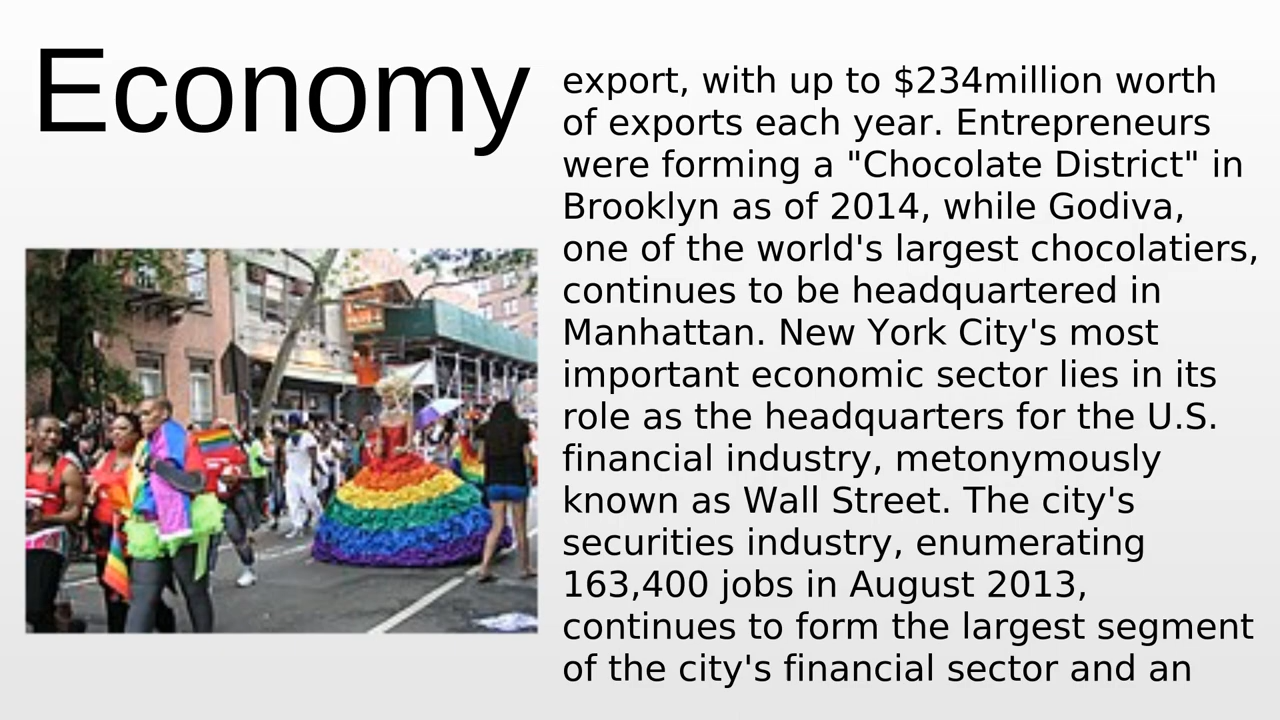 Economy
export, with up to $234million worth
of exports each year. Entrepreneurs
were forming a "Chocolate District" in
Brooklyn as of 2014, while Godiva,
one of the world's largest chocolatiers,
continues to be headquartered in
Manhattan. New York City's most
important economic sector lies in its
role as the headquarters for the U.S.
financial industry, metonymously
known as Wall Street. The city's
securities industry, enumerating
163,400 jobs in August 2013,
continues to form the largest segment
of the city's financial sector and an